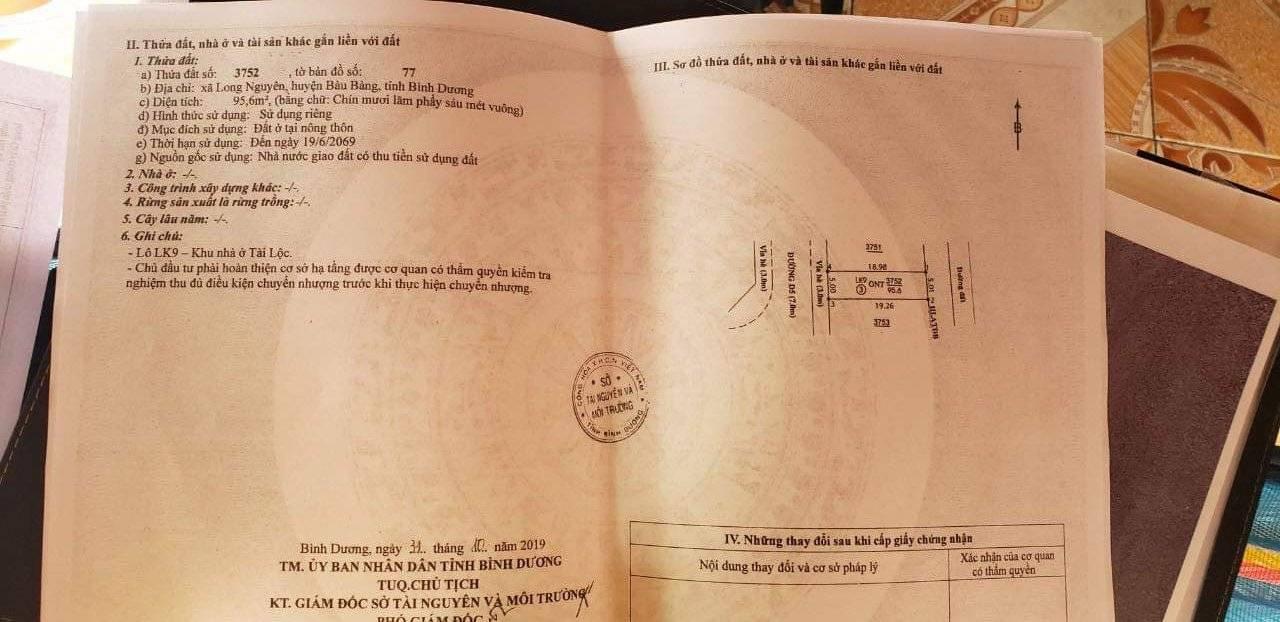 II. Thửa đất, nhà ở và tài sản khác gắn liền với đất
1. Thửa đất:
a) Thửa đất số: 3752 , tờ bản đồ số: 77
b) Địa chỉ: xã Long Nguyên, huyện Bàu Bàng, tỉnh Bình Dương
c) Diện tích: 95,6m², (bằng chữ: Chín mươi lăm phẩy sáu mét vuông)
d) Hình thức sử dụng: Sử dụng riêng
đ) Mục đích sử dụng: Đất ở tại nông thôn
e) Thời hạn sử dụng: Đến ngày 19/6/2069
g) Nguồn gốc sử dụng: Nhà nước giao đất có thu tiền sử dụng đất
2. Nhà ở: -/-.
3. Công trình xây dựng khác: -/-.
4. Rừng sản xuất là rừng trồng: -/-.
5. Cây lâu năm: -/-.
6. Ghi chú:
- Lô LK9 – Khu nhà ở Tài Lộc.
- Chủ đầu tư phải hoàn thiện cơ sở hạ tầng được cơ quan có thẩm quyền kiểm tra
nghiệm thu đủ điều kiện chuyển nhượng trước khi thực hiện chuyển nhượng.
CỘNG HÒA X.H.C.N VIỆT NAM
SỞ
TÀI NGUYÊN VÀ
MÔI TRƯỜNG
TỈNH BÌNH DƯƠNG
Bình Dương, ngày 31 tháng 10 năm 2019
TM. ỦY BAN NHÂN DÂN TỈNH BÌNH DƯƠNG
TUQ.CHỦ TỊCH
KT. GIÁM ĐỐC SỞ TÀI NGUYÊN VÀ MÔI TRƯỜNG
PHÓ GIÁM ĐỐC
III. Sơ đồ thửa đất, nhà ở và tài sản khác gắn liền với đất
B
Vỉa hè (3.0m)
ĐƯỜNG D5 (7.0m)
Vỉa hè (3.0m)
3751
18.98
5.00
LK9 ONT 3752
95.6
3
19.26
3753
5.01
HLATĐB
Đường đất
IV. Những thay đổi sau khi cấp giấy chứng nhận
Nội dung thay đổi và cơ sở pháp lý
Xác nhận của cơ quan
có thẩm quyền